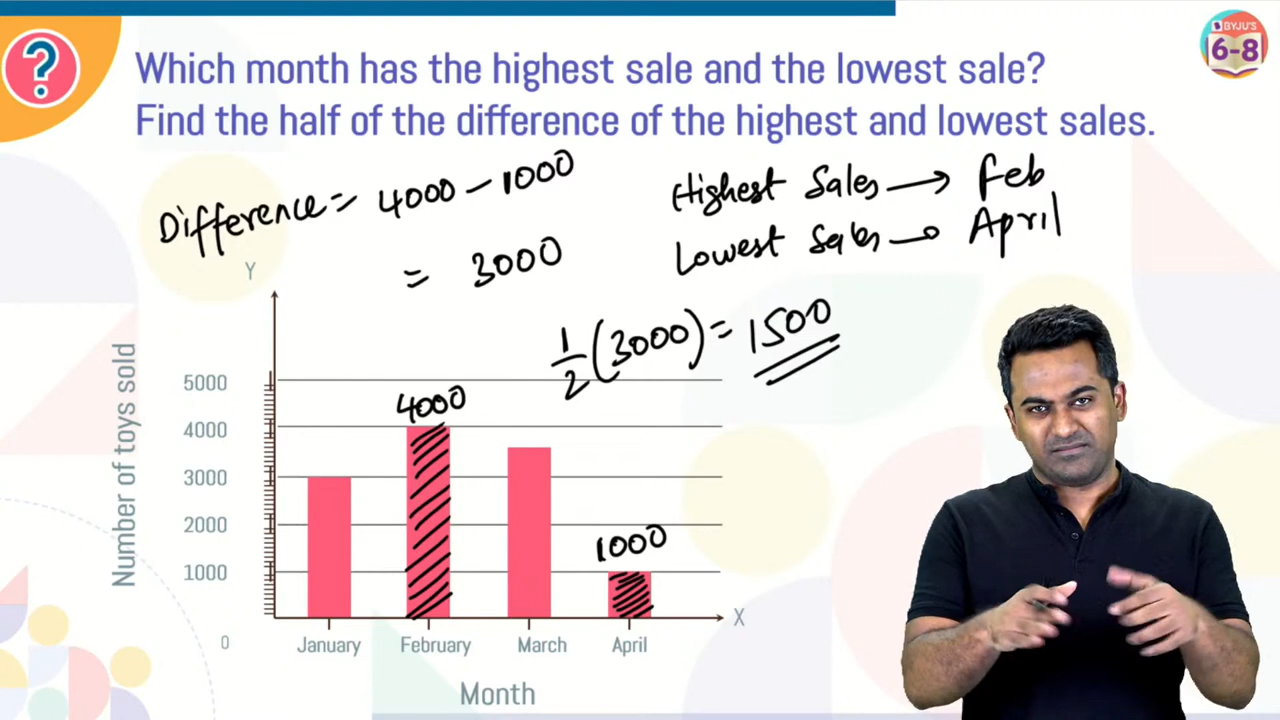 BYJU'S
6-8
?
Which month has the highest sale and the lowest sale?
Find the half of the difference of the highest and lowest sales.
Difference = 4000 - 1000
= 3000
Highest Sales → Feb
Lowest Sales → April
1/2 (3000) = 1500
Y
Number of toys sold
5000
4000
3000
2000
1000
0
4000
1000
January February March April
X
Month